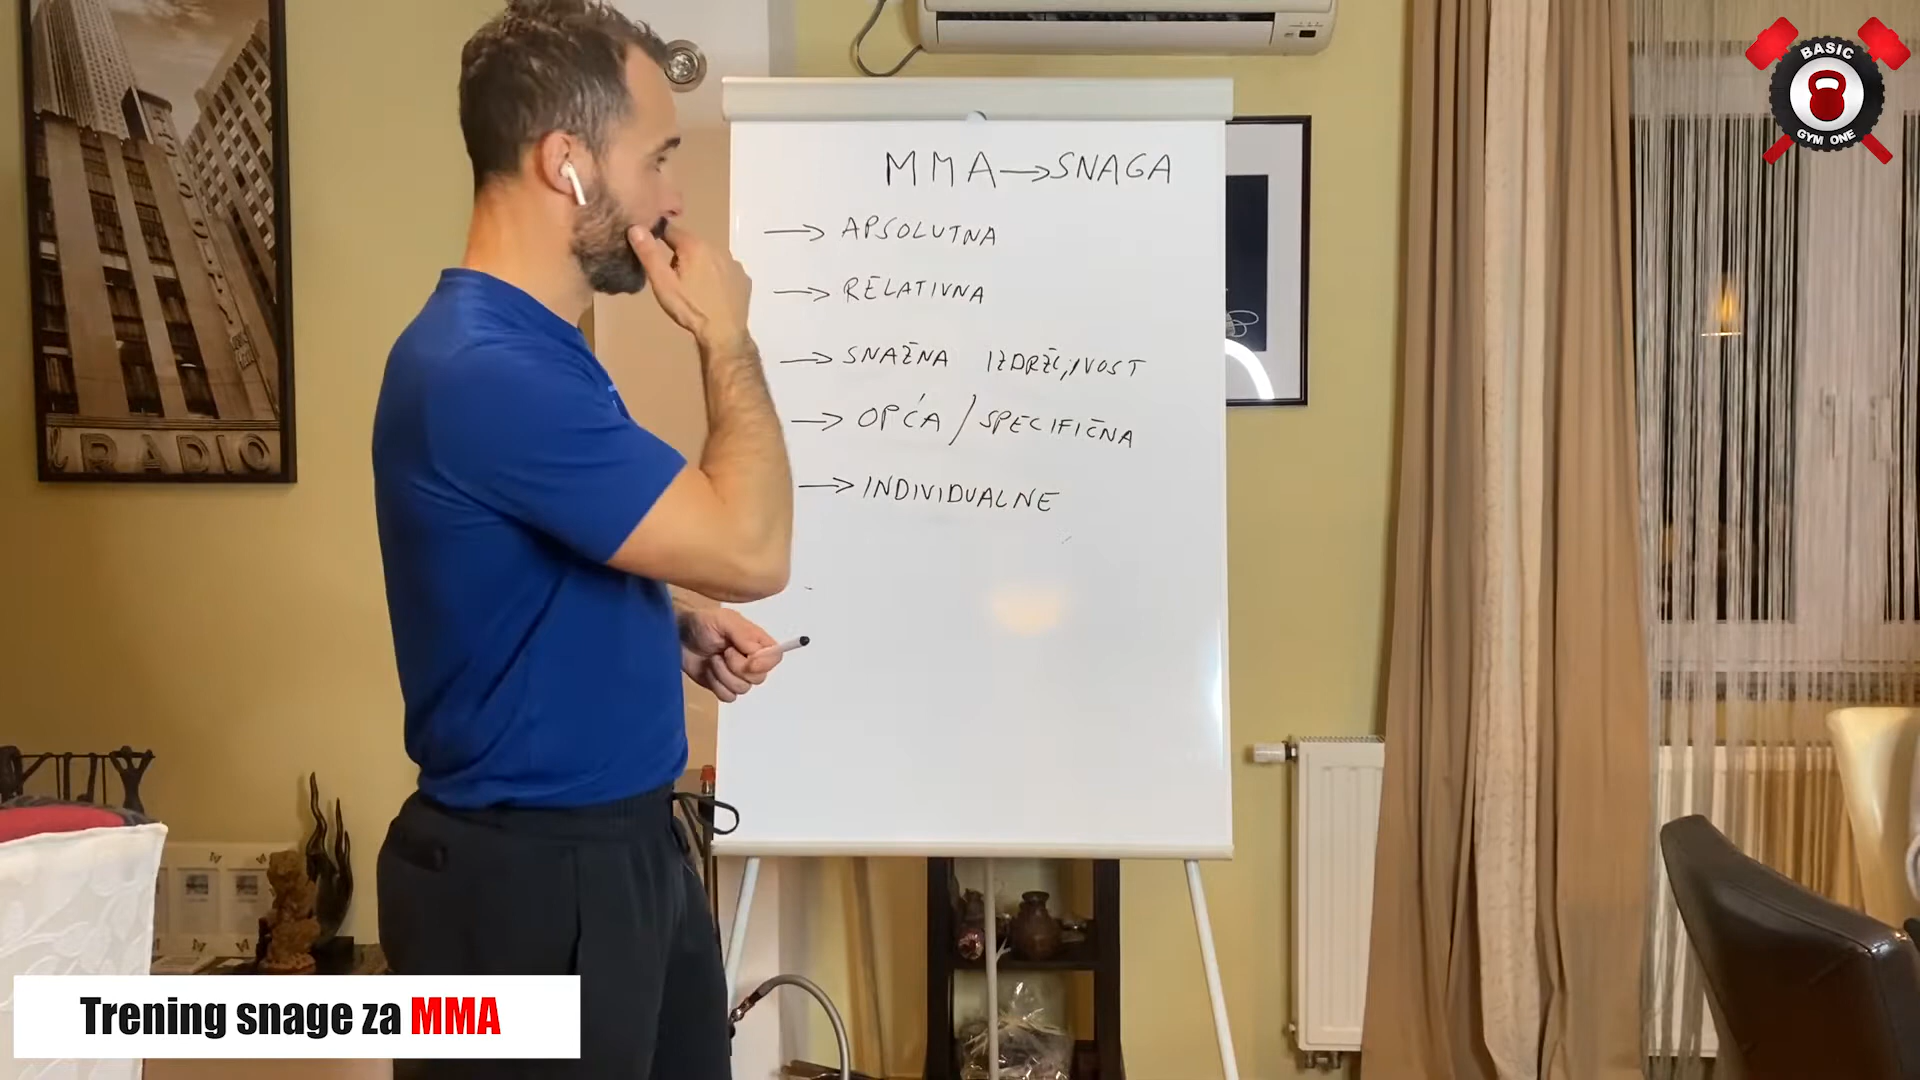 BASIC
GYM ONE
MMA→SNAGA
→ APSOLUTNA
→ RELATIVNA
→ SNAŽNA IZDRŽLJIVOST
→ OPĆA / SPECIFIČNA
→ INDIVIDUALNE
RADIO
Trening snage za MMA